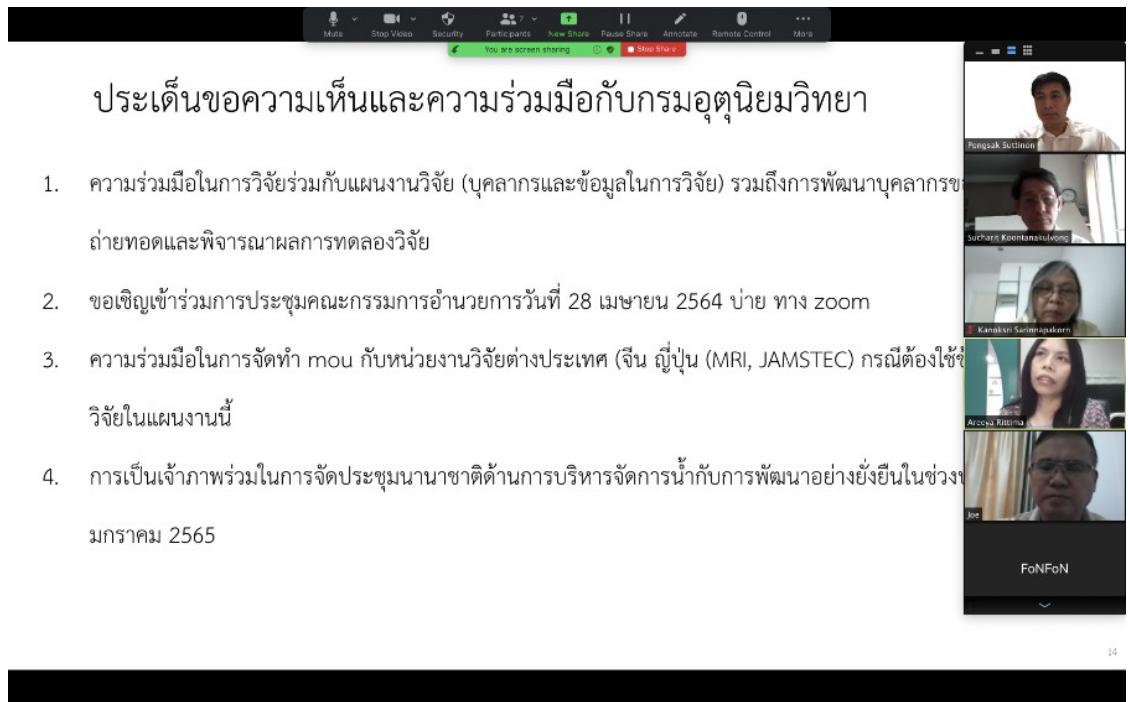 Mute
Stop Video
Security
Participants 7
New Share
Pause Share
Annotate
Remote Control
More
You are screen sharing
Stop Share
ประเด็นขอความเห็นและความร่วมมือกับกรมอุตุนิยมวิทยา
1. ความร่วมมือในการวิจัยร่วมกับแผนงานวิจัย (บุคลากรและข้อมูลในการวิจัย) รวมถึงการพัฒนาบุคลากร
ถ่ายทอดและพิจารณาผลการทดลองวิจัย
2. ขอเชิญเข้าร่วมการประชุมคณะกรรมการอำนวยการวันที่ 28 เมษายน 2564 บ่าย ทาง zoom
3. ความร่วมมือในการจัดทำ mou กับหน่วยงานวิจัยต่างประเทศ (จีน ญี่ปุ่น (MRI, JAMSTEC) กรณีต้องใช้
วิจัยในแผนงานนี้
4. การเป็นเจ้าภาพร่วมในการจัดประชุมนานาชาติด้านการบริหารจัดการน้ำกับการพัฒนาอย่างยั่งยืนในช่วง
มกราคม 2565
Pongsak Suttinon
Sucharit Koontanakulvong
Kanoksri Sarinnapakorn
Areeya Rittima
Joe
FoNFoN
14